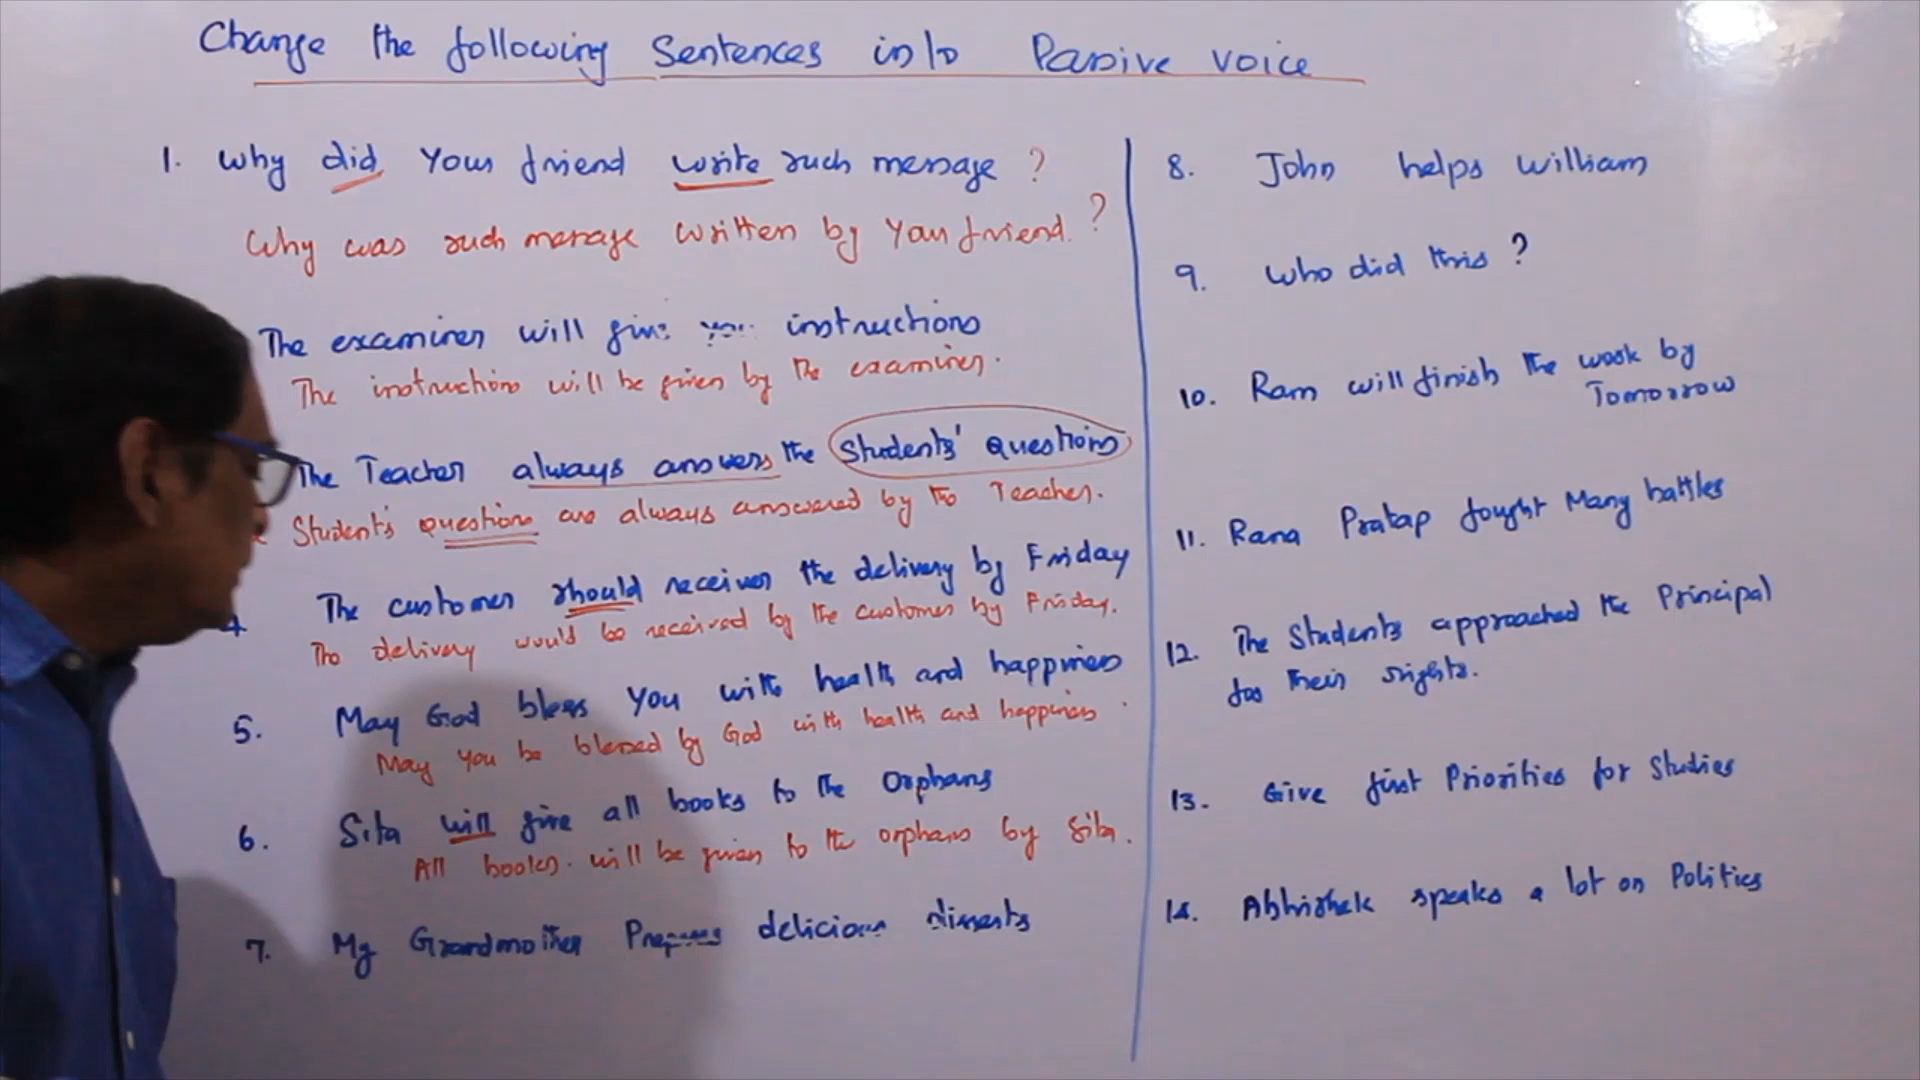 Change the following Sentences into Passive voice
1. Why did your friend write such message ?
Why was such message written by your friend. ?
The examiner will give instructions
The instructions will be given by the examiner.
The Teacher always answers the Students' questions
Student's questions are always answered by the Teacher.
4 The customer should receives the delivery by Friday
The delivery would be received by the customer by Friday.
5. May God bless You with health and happiness
May you be blessed by God with health and happiness.
6. Sita will give all books to the Orphans
All books. will be given to the orphans by Sita.
7. My Grandmother Prepares delicious
8. John helps William
9. Who did this ?
10. Ram will finish the work by
Tomorrow
11. Rana Pratap fought Many battles
12. The Students approached the Principal
for their rights.
13. Give first Priorities for Studies
14. Abhishek speaks a lot on Politics